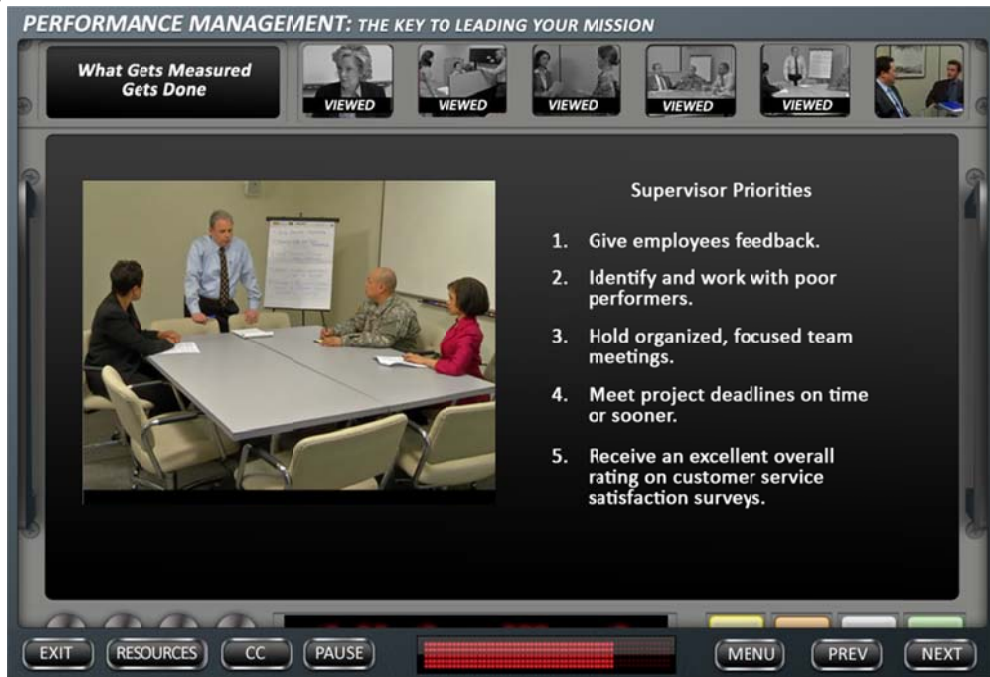 PERFORMANCE MANAGEMENT: THE KEY TO LEADING YOUR MISSION
What Gets Measured
Gets Done
VIEWED
VIEWED
VIEWED
VIEWED
VIEWED
Supervisor Priorities
1. Give employees feedback.
2. Identify and work with poor
performers.
3. Hold organized, focused team
meetings.
4. Meet project deadlines on time
or sooner.
5. Receive an excellent overall
rating on customer service
satisfaction surveys.
EXIT
RESOURCES
CC
PAUSE
MENU
PREV
NEXT